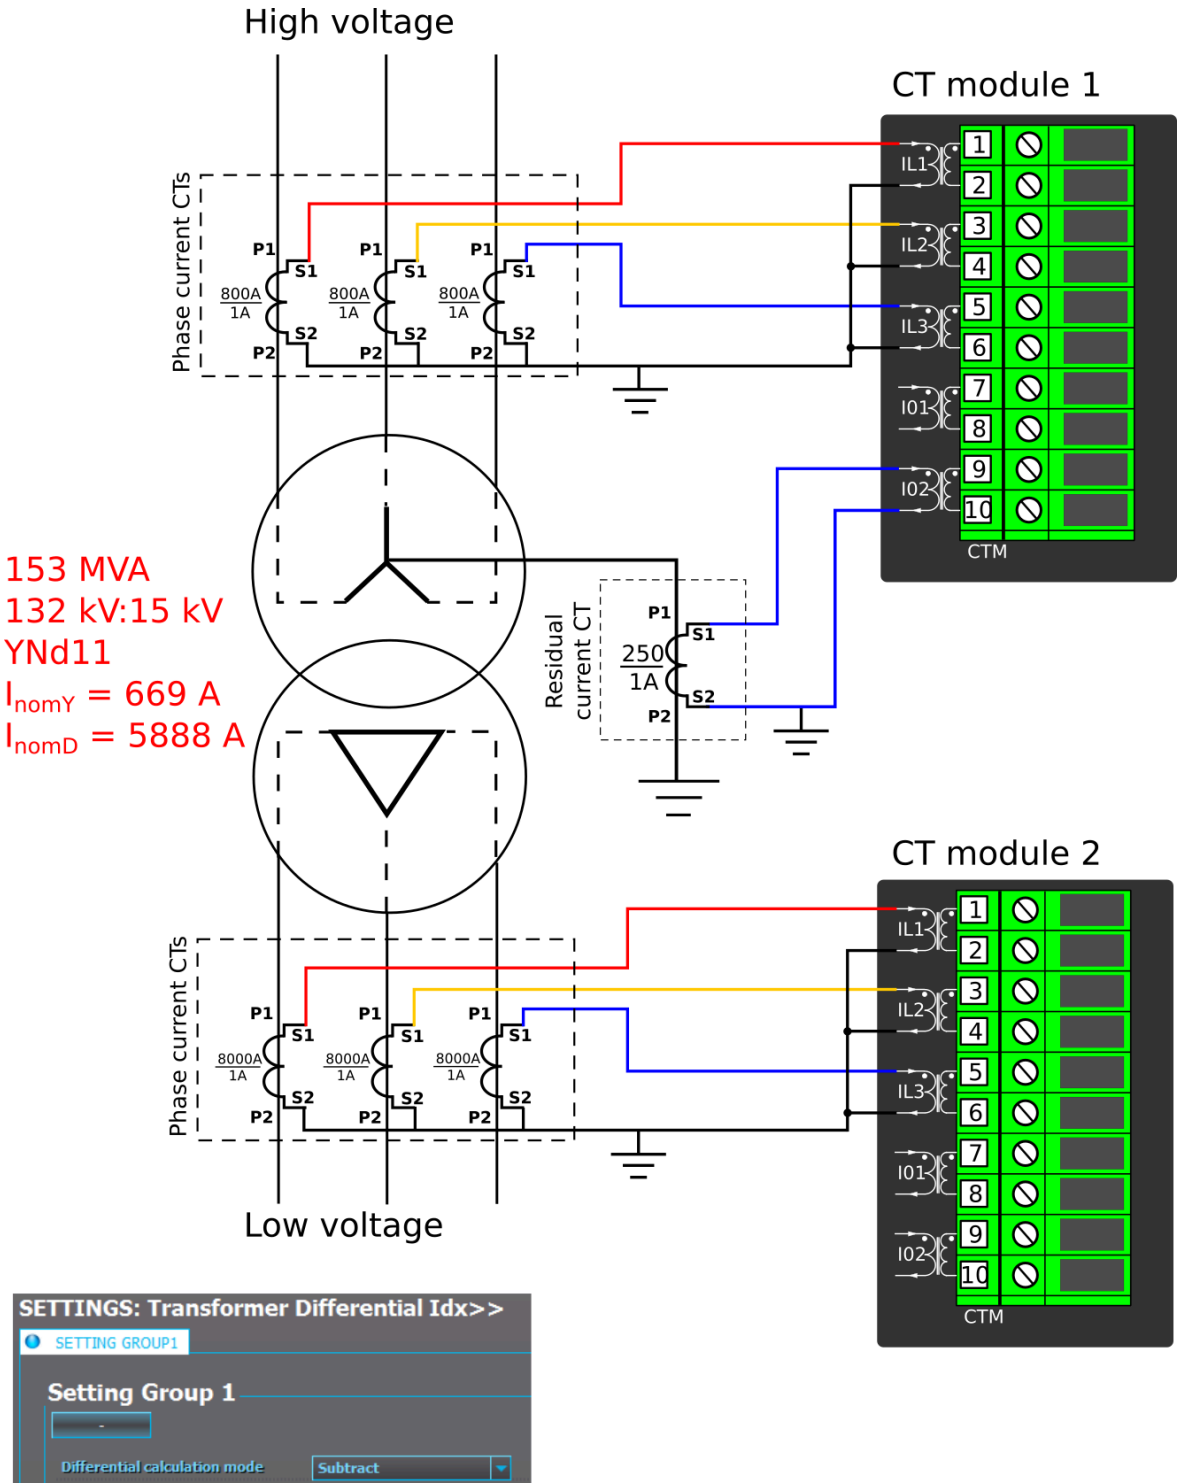 High voltage
CT module 1
Phase current CTs
P1
P1
P1
S1
S1
S1
800A
1A
800A
1A
800A
1A
S2
S2
S2
P2
P2
P2
IL1
1
2
IL2
3
4
IL3
5
6
I01
7
8
I02
9
10
CTM
153 MVA
132 kV:15 kV
YNd11
InomY = 669 A
InomD = 5888 A
Residual
current CT
P1
S1
250
1A
S2
P2
CT module 2
Phase current CTs
P1
P1
P1
S1
S1
S1
8000A
1A
8000A
1A
8000A
1A
S2
S2
S2
P2
P2
P2
IL1
1
2
IL2
3
4
IL3
5
6
I01
7
8
I02
9
10
CTM
Low voltage
SETTINGS: Transformer Differential Idx>>
SETTING GROUP1
Setting Group 1
-
Differential calculation mode Subtract